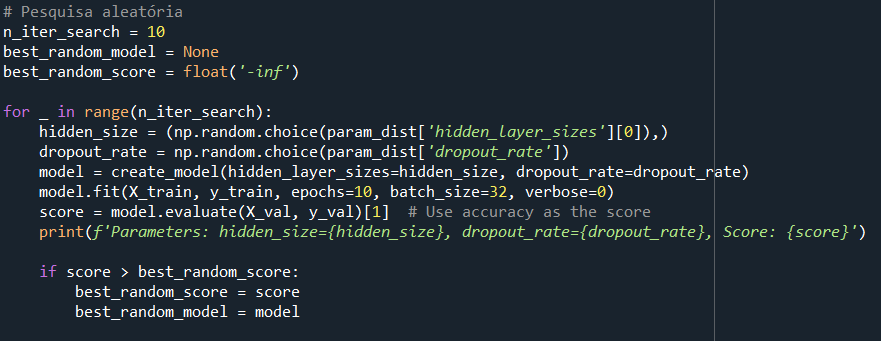 # Pesquisa aleatória
n_iter_search = 10
best_random_model = None
best_random_score = float('-inf')

for _ in range(n_iter_search):
    hidden_size = (np.random.choice(param_dist['hidden_layer_sizes'][0]),)
    dropout_rate = np.random.choice(param_dist['dropout_rate'])
    model = create_model(hidden_layer_sizes=hidden_size, dropout_rate=dropout_rate)
    model.fit(X_train, y_train, epochs=10, batch_size=32, verbose=0)
    score = model.evaluate(X_val, y_val)[1]  # Use accuracy as the score
    print(f'Parameters: hidden_size={hidden_size}, dropout_rate={dropout_rate}, Score: {score}')

    if score > best_random_score:
        best_random_score = score
        best_random_model = model